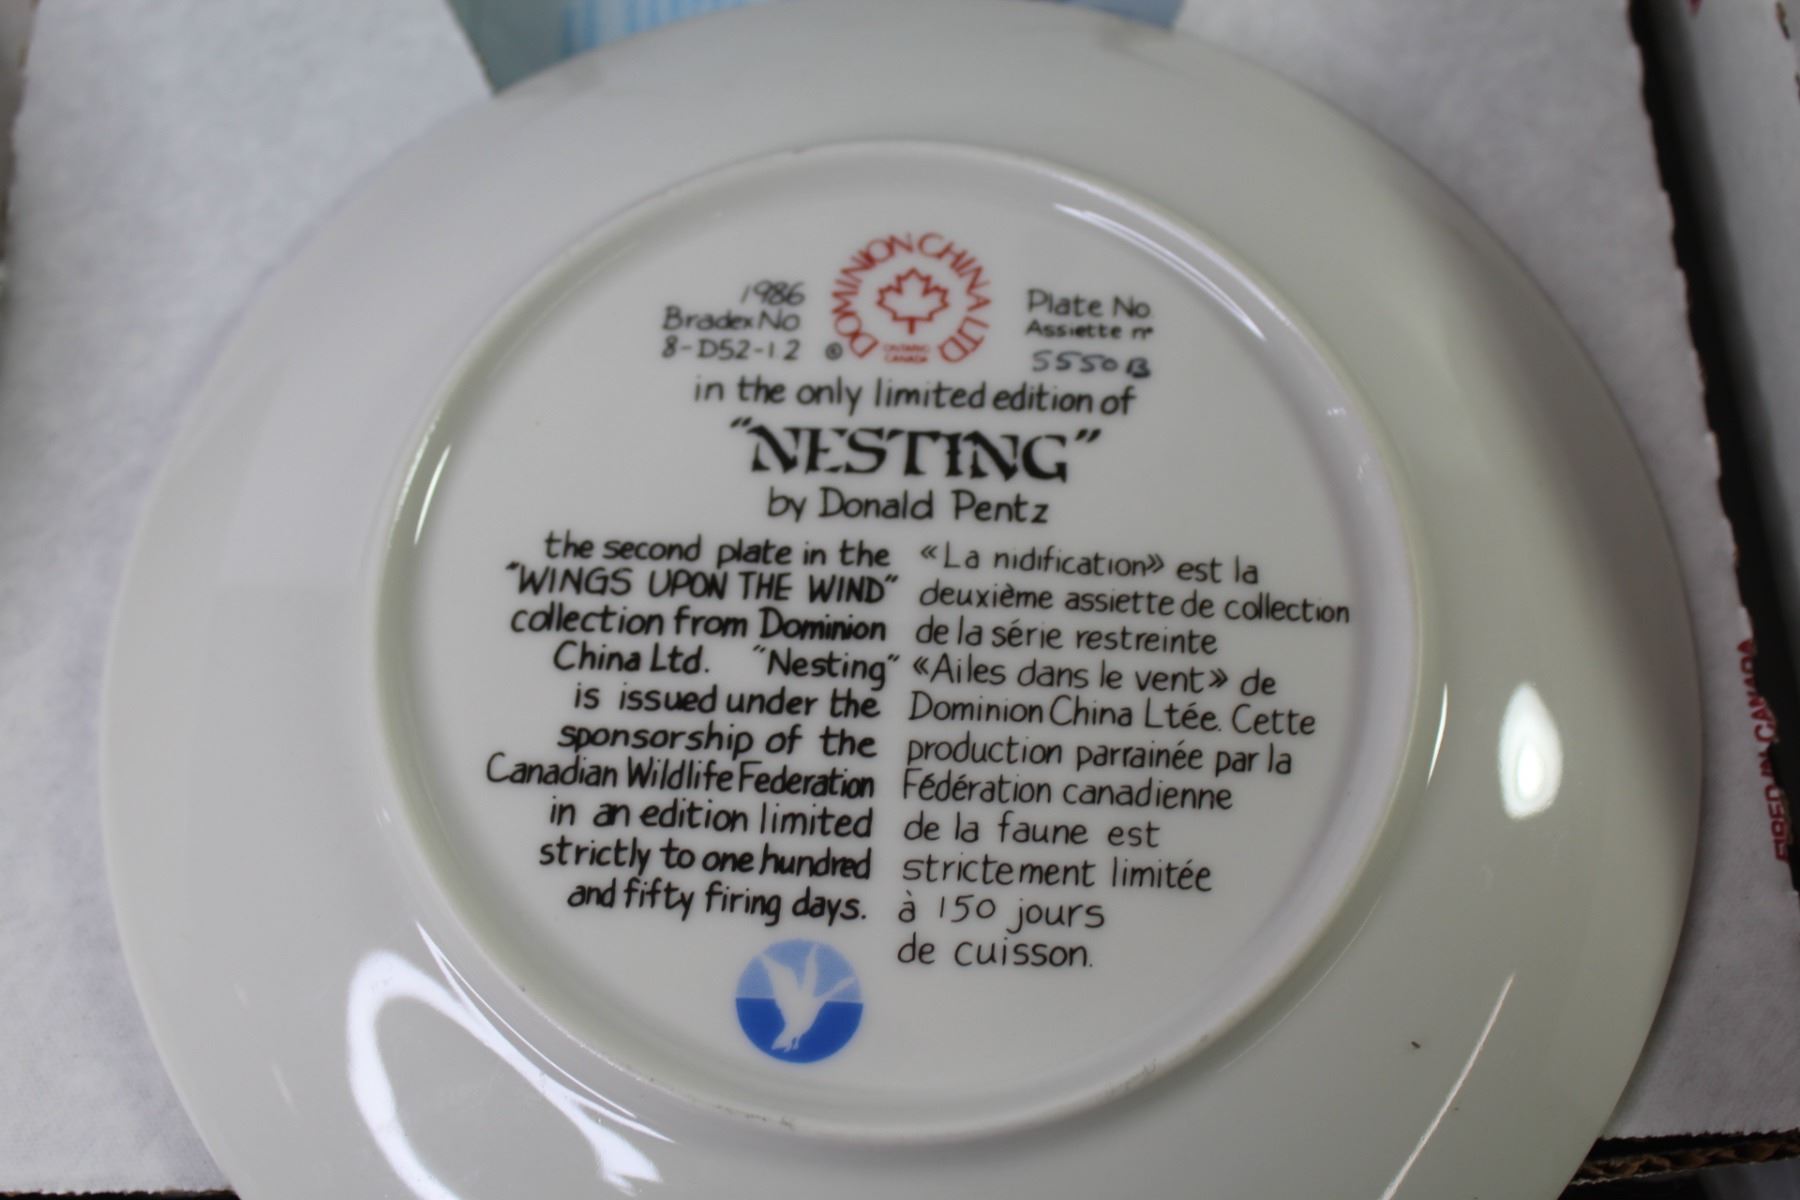 1986
Bradex No
8-D52-1.2
©
DOMINION CHINA LTD
ONTARIO
CANADA
Plate No.
Assiette nº
5550B
in the only limited edition of
"NESTING"
by Donald Pentz
the second plate in the
"WINGS UPON THE WIND"
collection from Dominion
China Ltd. "Nesting"
is issued under the
sponsorship of the
Canadian Wildlife Federation
in an edition limited
strictly to one hundred
and fifty firing days.
«La nidification» est la
deuxième assiette de collection
de la série restreinte
«Ailes dans le vent» de
Dominion China Ltée. Cette
production parrainée par la
Fédération canadienne
de la faune est
strictement limitée
à 150 jours
de cuisson.
FIRED IN CANADA